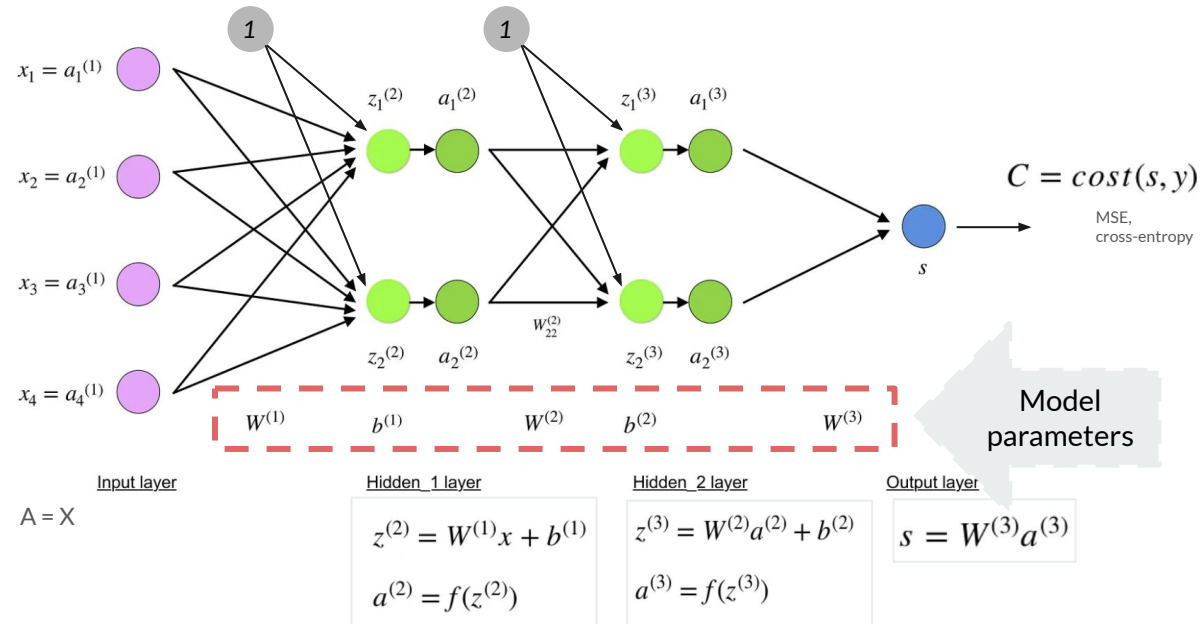 1
1
x₁ = a₁⁽¹⁾
z₁⁽²⁾ a₁⁽²⁾
z₁⁽³⁾ a₁⁽³⁾
x₂ = a₂⁽¹⁾
C = cost(s, y)
MSE,
cross-entropy
s
x₃ = a₃⁽¹⁾
W₂₂⁽²⁾
z₂⁽²⁾ a₂⁽²⁾
z₂⁽³⁾ a₂⁽³⁾
x₄ = a₄⁽¹⁾
W⁽¹⁾ b⁽¹⁾ W⁽²⁾ b⁽²⁾ W⁽³⁾
Model
parameters
Input layer
Hidden_1 layer
Hidden_2 layer
Output layer
A = X
z⁽²⁾ = W⁽¹⁾x + b⁽¹⁾
a⁽²⁾ = f(z⁽²⁾)
z⁽³⁾ = W⁽²⁾a⁽²⁾ + b⁽²⁾
a⁽³⁾ = f(z⁽³⁾)
s = W⁽³⁾a⁽³⁾